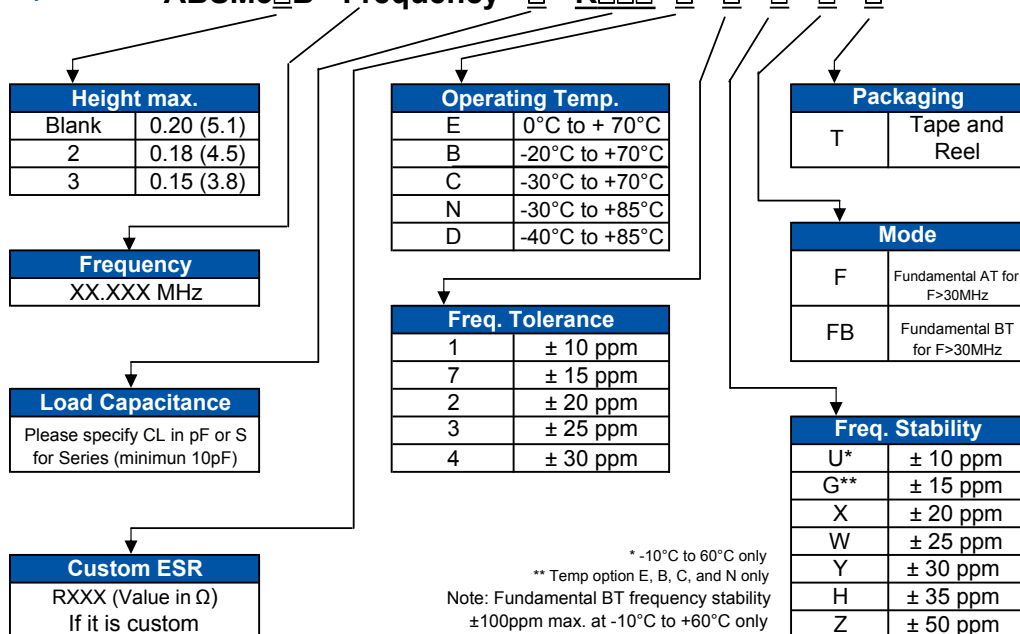 Height max.
Blank 0.20 (5.1)
2 0.18 (4.5)
3 0.15 (3.8)
Frequency
XX.XXX MHz
Load Capacitance
Please specify CL in pF or S
for Series (minimun 10pF)
Custom ESR
RXXX (Value in Ω)
If it is custom
Operating Temp.
E 0°C to + 70°C
B -20°C to +70°C
C -30°C to +70°C
N -30°C to +85°C
D -40°C to +85°C
Freq. Tolerance
1 ± 10 ppm
7 ± 15 ppm
2 ± 20 ppm
3 ± 25 ppm
4 ± 30 ppm
* -10°C to 60°C only
** Temp option E, B, C, and N only
Note: Fundamental BT frequency stability
±100ppm max. at -10°C to +60°C only
Packaging
T Tape and
Reel
Mode
F Fundamental AT for
F>30MHz
FB Fundamental BT
for F>30MHz
Freq. Stability
U* ± 10 ppm
G** ± 15 ppm
X ± 20 ppm
W ± 25 ppm
Y ± 30 ppm
H ± 35 ppm
Z ± 50 ppm